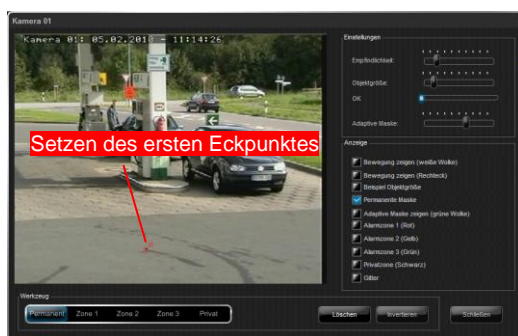 Kamera 01
Kamera 01: 05.02.2010 - 11:14:26
Setzen des ersten Eckpunktes
Einstellungen
Empfindlichkeit:
Objektgröße:
OK
Adaptive Maske:
Anzeige
Bewegung zeigen (weiße Wolke)
Bewegung zeigen (Rechteck)
Beispiel Objektgröße
Permanente Maske
Adaptive Maske zeigen (grüne Wolke)
Alarmzone 1 (Rot)
Alarmzone 2 (Gelb)
Alarmzone 3 (Grün)
Privatzone (Schwarz)
Gitter
Werkzeug
Permanent Zone 1 Zone 2 Zone 3 Privat
Löschen Invertieren Schließen